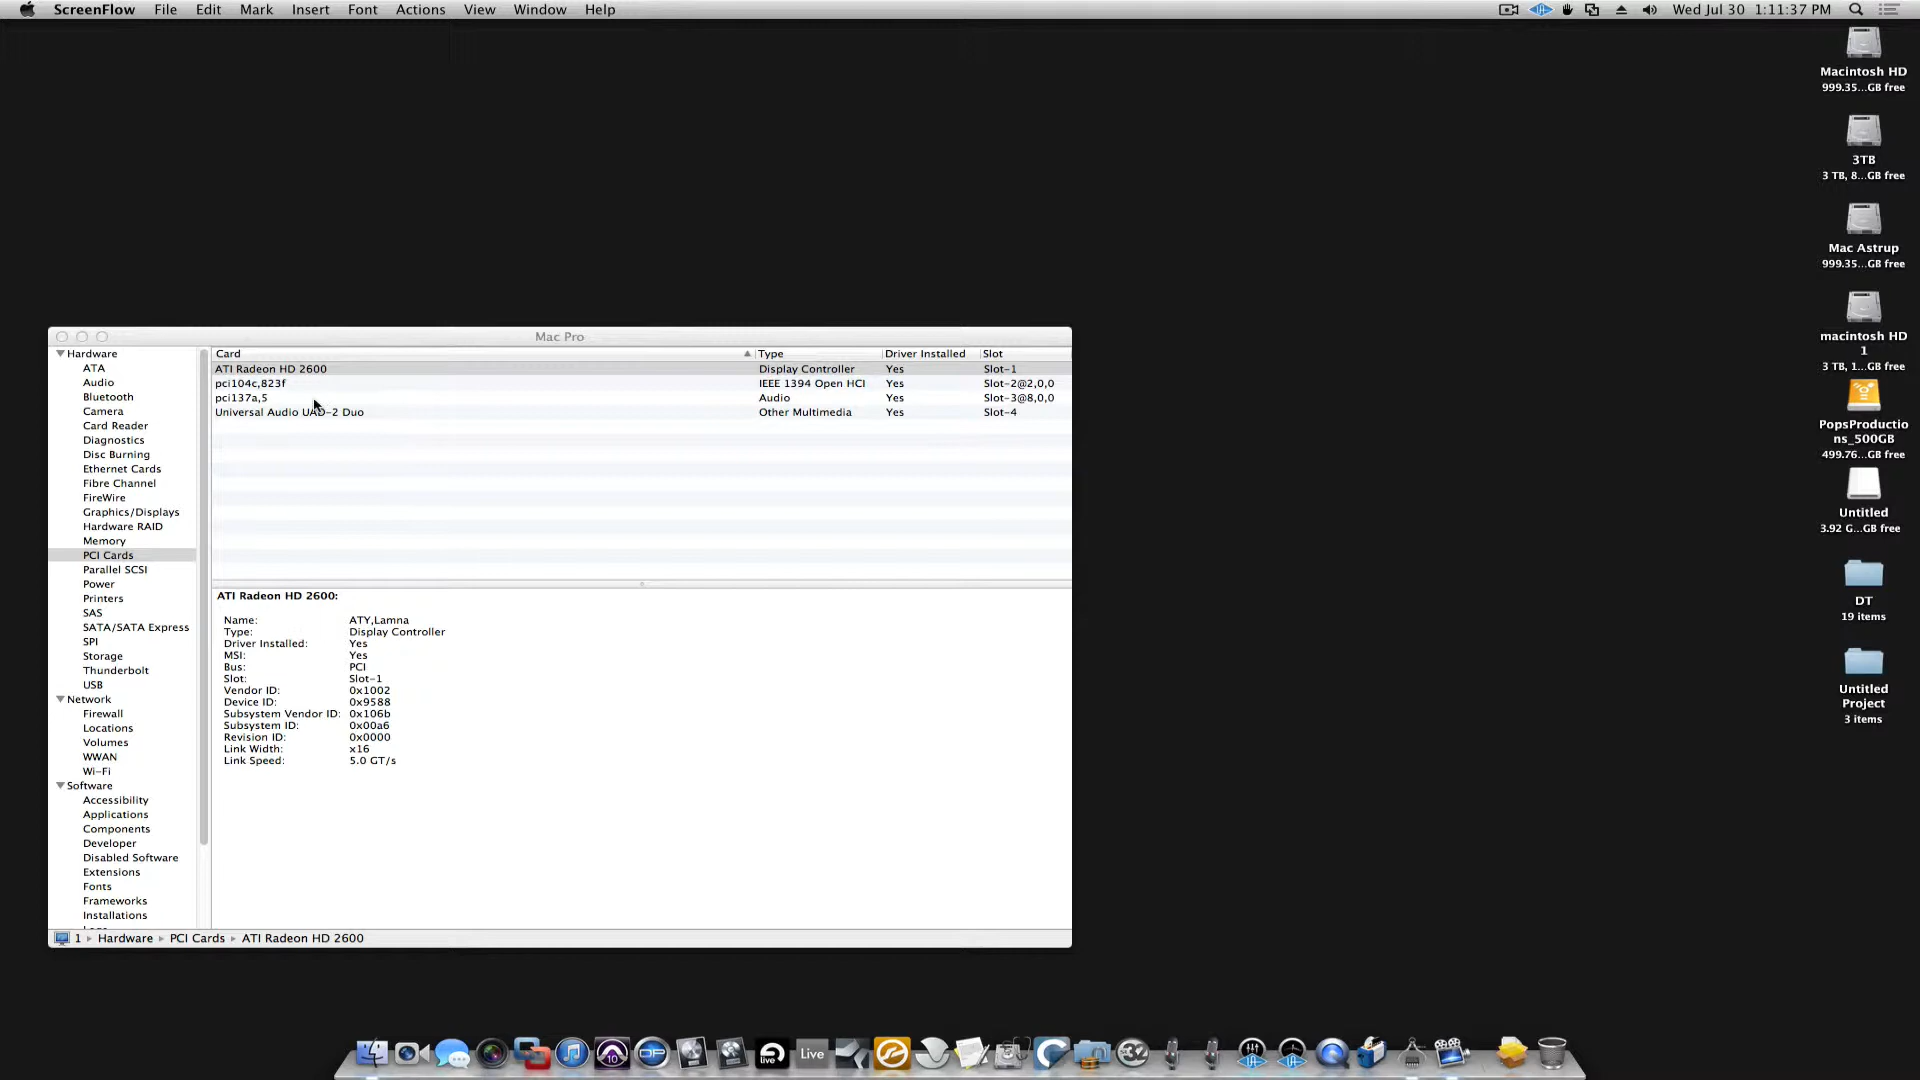 ScreenFlow File Edit Mark Insert Font Actions View Window Help Wed Jul 30 1:11:37 PM
Macintosh HD
999.35...GB free
3TB
3 TB, 8...GB free
Mac Astrup
999.35...GB free
macintosh HD
1
3 TB, 1...GB free
PopsProductio
ns_500GB
499.76...GB free
Untitled
3.92 G...GB free
DT
19 items
Untitled
Project
3 items
Mac Pro
Hardware
ATA
Audio
Bluetooth
Camera
Card Reader
Diagnostics
Disc Burning
Ethernet Cards
Fibre Channel
FireWire
Graphics/Displays
Hardware RAID
Memory
PCI Cards
Parallel SCSI
Power
Printers
SAS
SATA/SATA Express
SPI
Storage
Thunderbolt
USB
Network
Firewall
Locations
Volumes
WWAN
Wi-Fi
Software
Accessibility
Applications
Components
Developer
Disabled Software
Extensions
Fonts
Frameworks
Installations
Card Type Driver Installed Slot
ATI Radeon HD 2600 Display Controller Yes Slot-1
pci104c,823f IEEE 1394 Open HCI Yes Slot-2@2,0,0
pci137a,5 Audio Yes Slot-3@8,0,0
Universal Audio UAD-2 Duo Other Multimedia Yes Slot-4
ATI Radeon HD 2600:
Name: ATY,Lamna
Type: Display Controller
Driver Installed: Yes
MSI: Yes
Bus: PCI
Slot: Slot-1
Vendor ID: 0x1002
Device ID: 0x9588
Subsystem Vendor ID: 0x106b
Subsystem ID: 0x00a6
Revision ID: 0x0000
Link Width: x16
Link Speed: 5.0 GT/s
1 Hardware PCI Cards ATI Radeon HD 2600
10
DP
live
Live
32